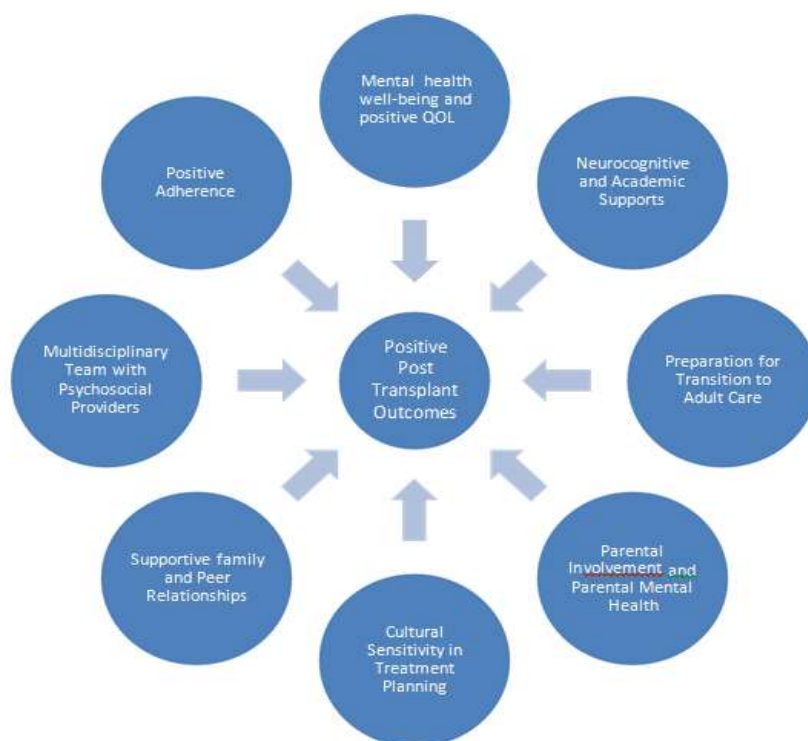 Mental health
well-being and
positive QOL
Neurocognitive
and Academic
Supports
Preparation for
Transition to
Adult Care
Parental
Involvement and
Parental Mental
Health
Cultural
Sensitivity in
Treatment
Planning
Supportive family
and Peer
Relationships
Multidisciplinary
Team with
Psychosocial
Providers
Positive
Adherence
Positive
Post
Transplant
Outcomes